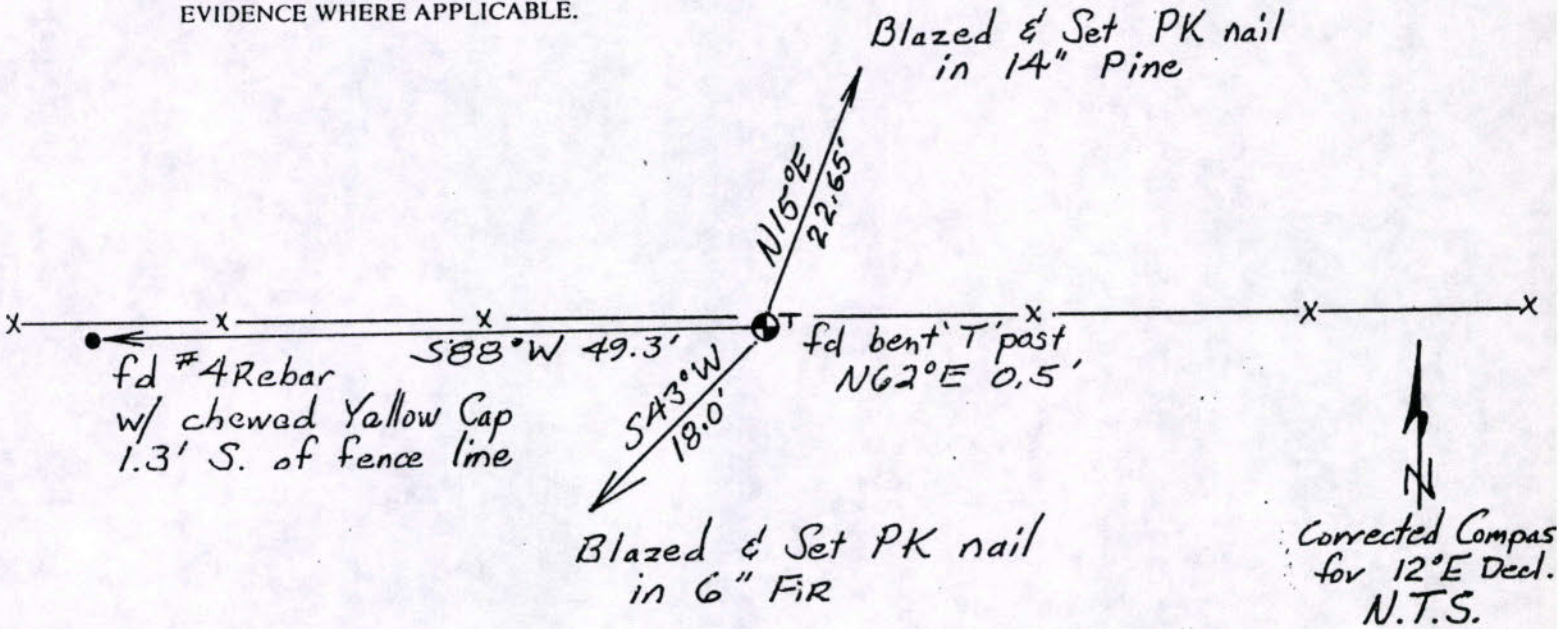 EVIDENCE WHERE APPLICABLE.
Blazed & Set PK nail
in 14" Pine
N15°E
22.65'
X X X T X X X
S88°W 49.3'
fd bent 'T' post
N62°E 0.5'
fd #4 Rebar
w/ chewed Yellow Cap
1.3' S. of fence line
S43°W
18.0'
Blazed & Set PK nail
in 6" FiR
N
Corrected Compas
for 12°E Decl.
N.T.S.